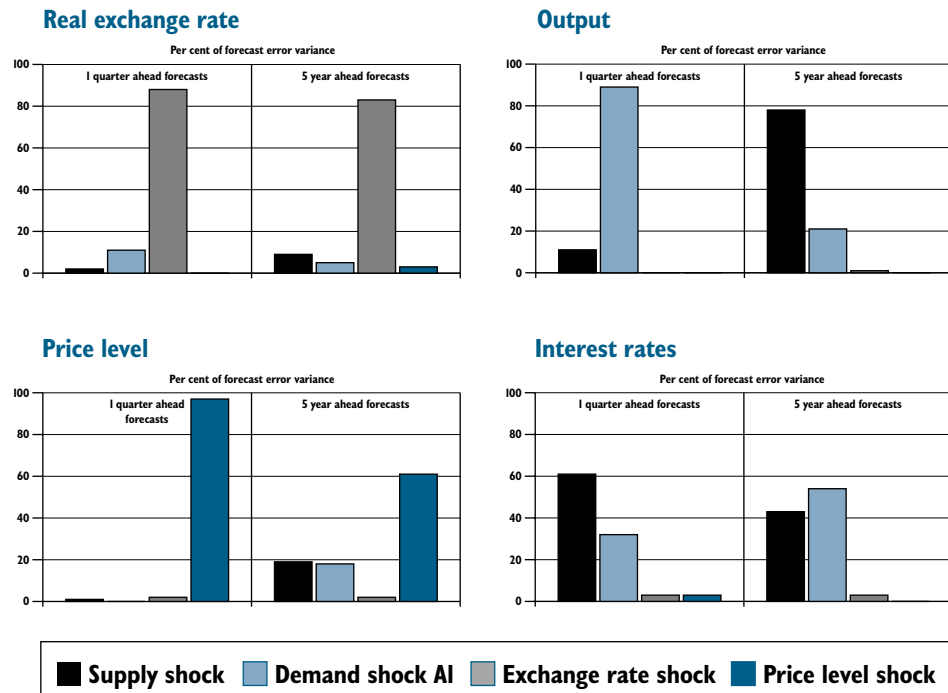 Real exchange rate
Per cent of forecast error variance
1 quarter ahead forecasts
5 year ahead forecasts
100
80
60
40
20
0
Output
Per cent of forecast error variance
1 quarter ahead forecasts
5 year ahead forecasts
100
80
60
40
20
0
Price level
Per cent of forecast error variance
1 quarter ahead
forecasts
5 year ahead forecasts
100
80
60
40
20
0
Interest rates
Per cent of forecast error variance
1 quarter ahead forecasts
5 year ahead forecasts
100
80
60
40
20
0
Supply shock Demand shock AI Exchange rate shock Price level shock